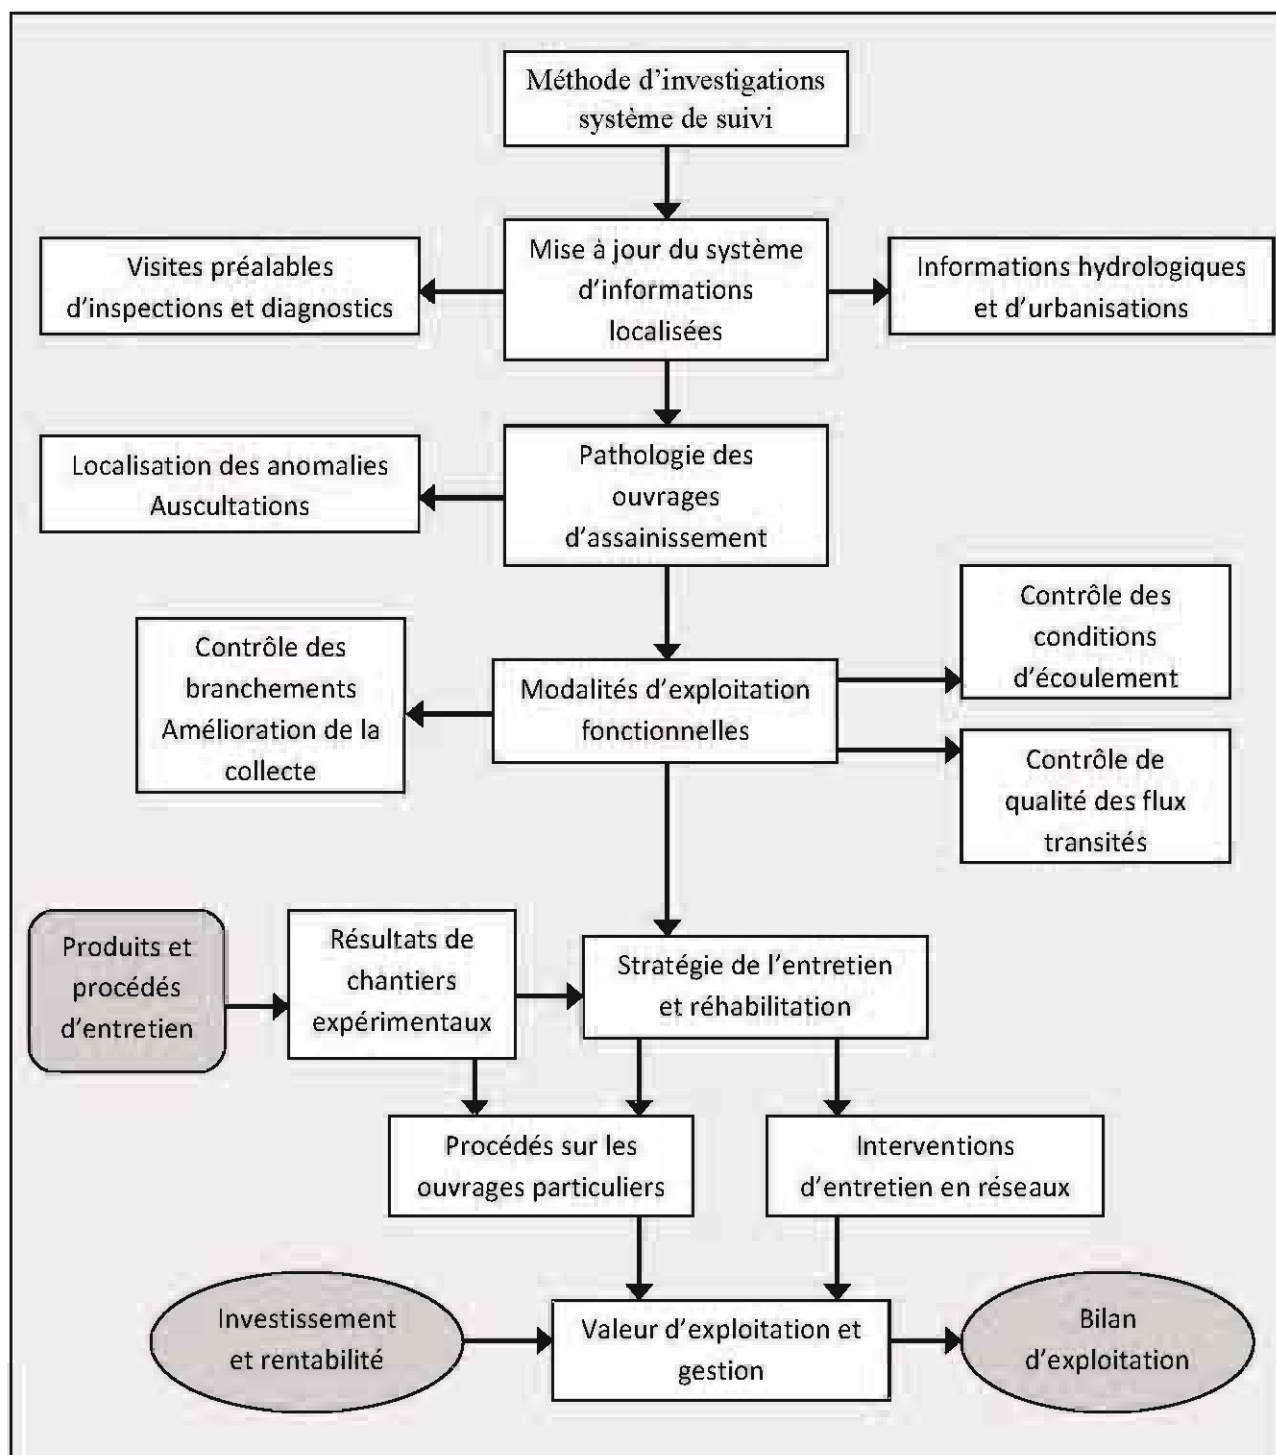 Méthode d'investigations
système de suivi
Visites préalables
d'inspections et diagnostics
Mise à jour du système
d'informations
localisées
Informations hydrologiques
et d'urbanisations
Localisation des anomalies
Auscultations
Pathologie des
ouvrages
d'assainissement
Contrôle des
conditions
d'écoulement
Contrôle des
branchements
Amélioration de la
collecte
Modalités d'exploitation
fonctionnelles
Contrôle de
qualité des flux
transités
Produits et
procédés
d'entretien
Résultats de
chantiers
expérimentaux
Stratégie de l'entretien
et réhabilitation
Procédés sur les
ouvrages particuliers
Interventions
d'entretien en réseaux
Investissement
et rentabilité
Valeur d'exploitation et
gestion
Bilan
d'exploitation